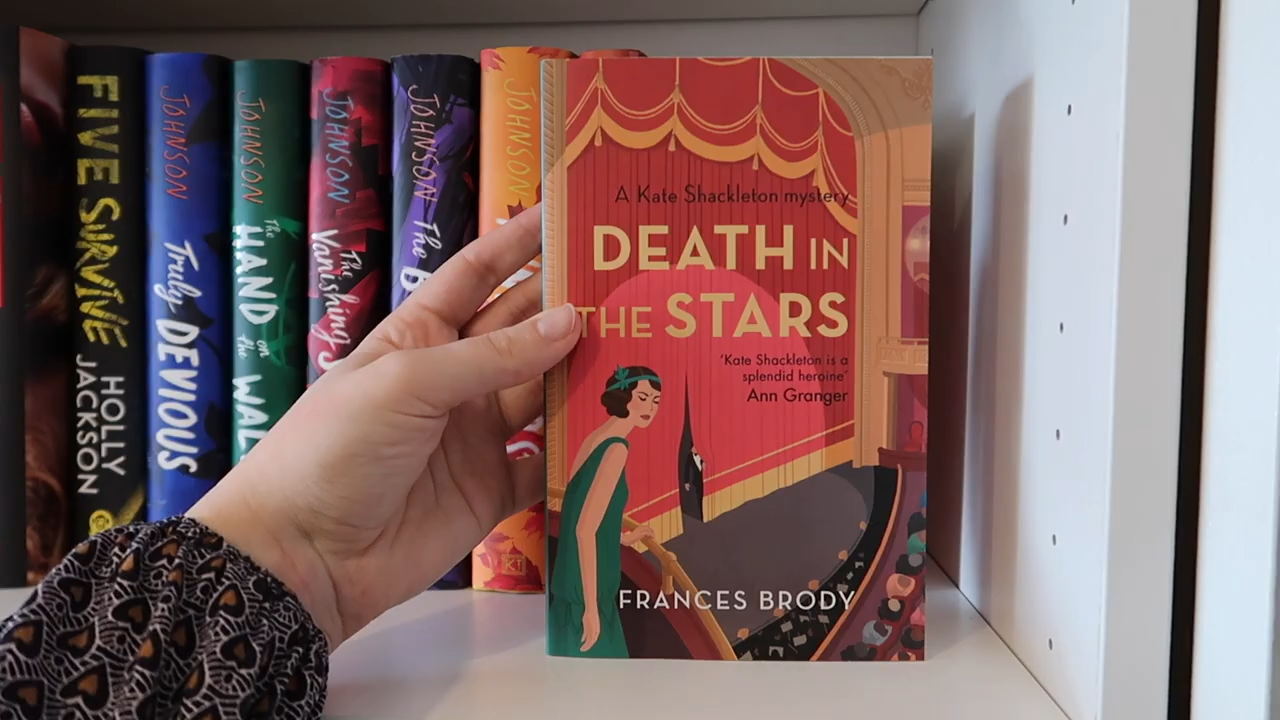 FIVE SURVIVE
HOLLY
JACKSON
JOHNSON
Truly DEVIOUS
JOHNSON
The
HAND
on
the
JOHNSON
The
Vanishing
JOHNSON
The
JOHNSON
KT
A Kate Shackleton mystery
DEATH IN
THE STARS
'Kate Shackleton is a
splendid heroine'
Ann Granger
FRANCES BRODY